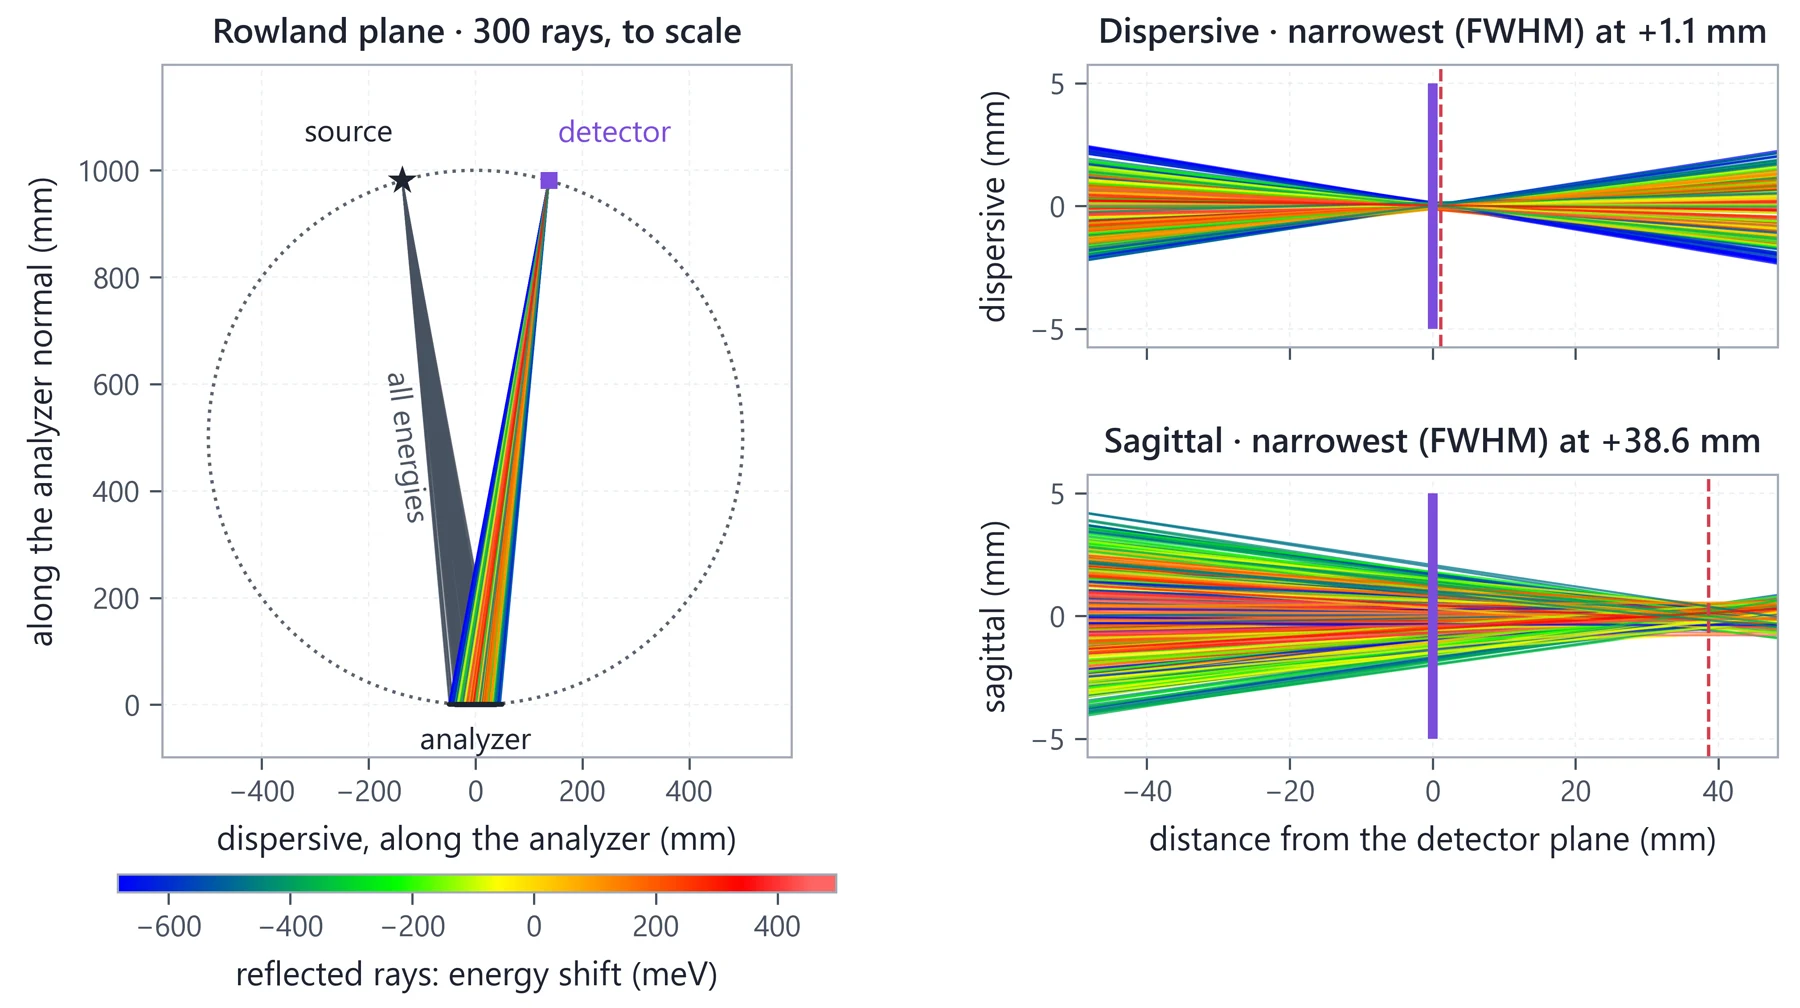 Rowland plane · 300 rays, to scale
source
detector
all energies
analyzer
along the analyzer normal (mm)
1000
800
600
400
200
0
−400
−200
0
200
400
dispersive, along the analyzer (mm)
−600
−400
−200
0
200
400
reflected rays: energy shift (meV)
Dispersive · narrowest (FWHM) at +1.1 mm
dispersive (mm)
5
0
−5
Sagittal · narrowest (FWHM) at +38.6 mm
sagittal (mm)
5
0
−5
−40
−20
0
20
40
distance from the detector plane (mm)